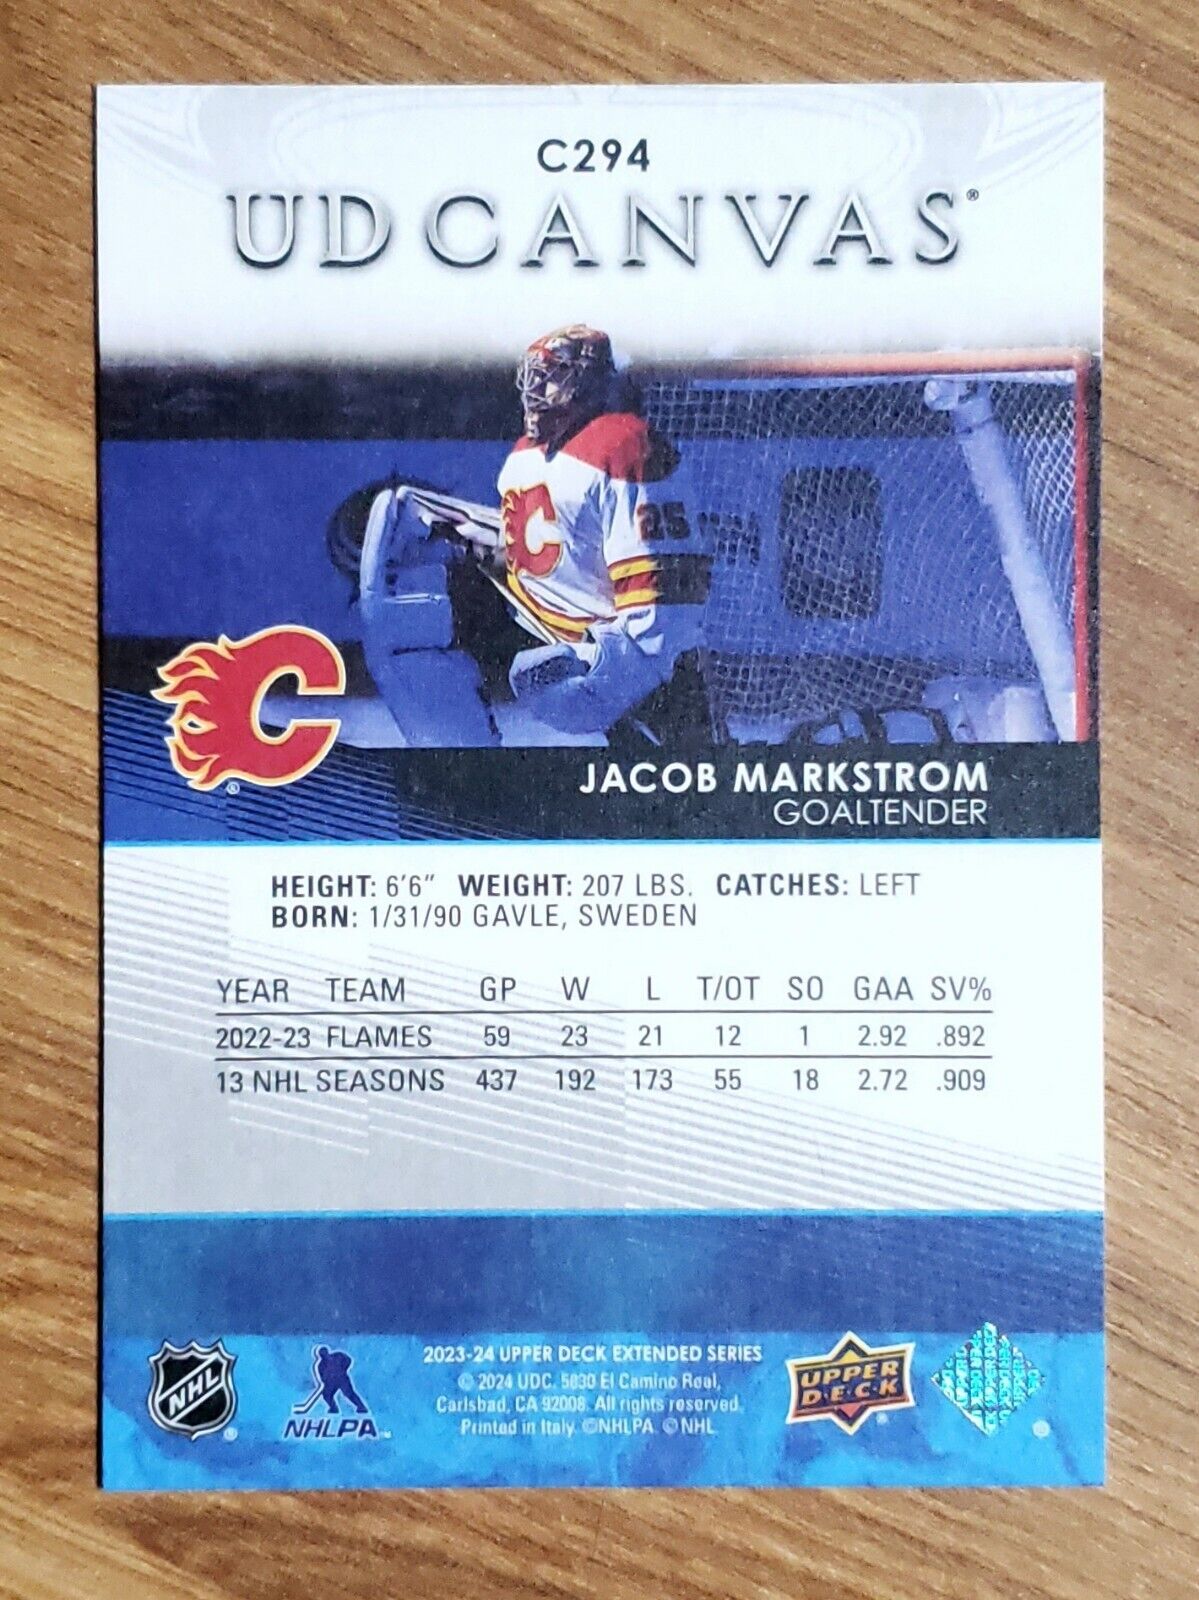 C294
UD CANVAS®
25
JACOB MARKSTROM
GOALTENDER
HEIGHT: 6'6" WEIGHT: 207 LBS. CATCHES: LEFT
BORN: 1/31/90 GAVLE, SWEDEN
YEAR TEAM GP W L T/OT SO GAA SV%
2022-23 FLAMES 59 23 21 12 1 2.92 .892
13 NHL SEASONS 437 192 173 55 18 2.72 .909
2023-24 UPPER DECK EXTENDED SERIES
© 2024 UDC. 5830 El Camino Real,
Carlsbad, CA 92008. All rights reserved.
Printed in Italy. ©NHLPA ©NHL
NHL
NHLPA
UPPER
DECK